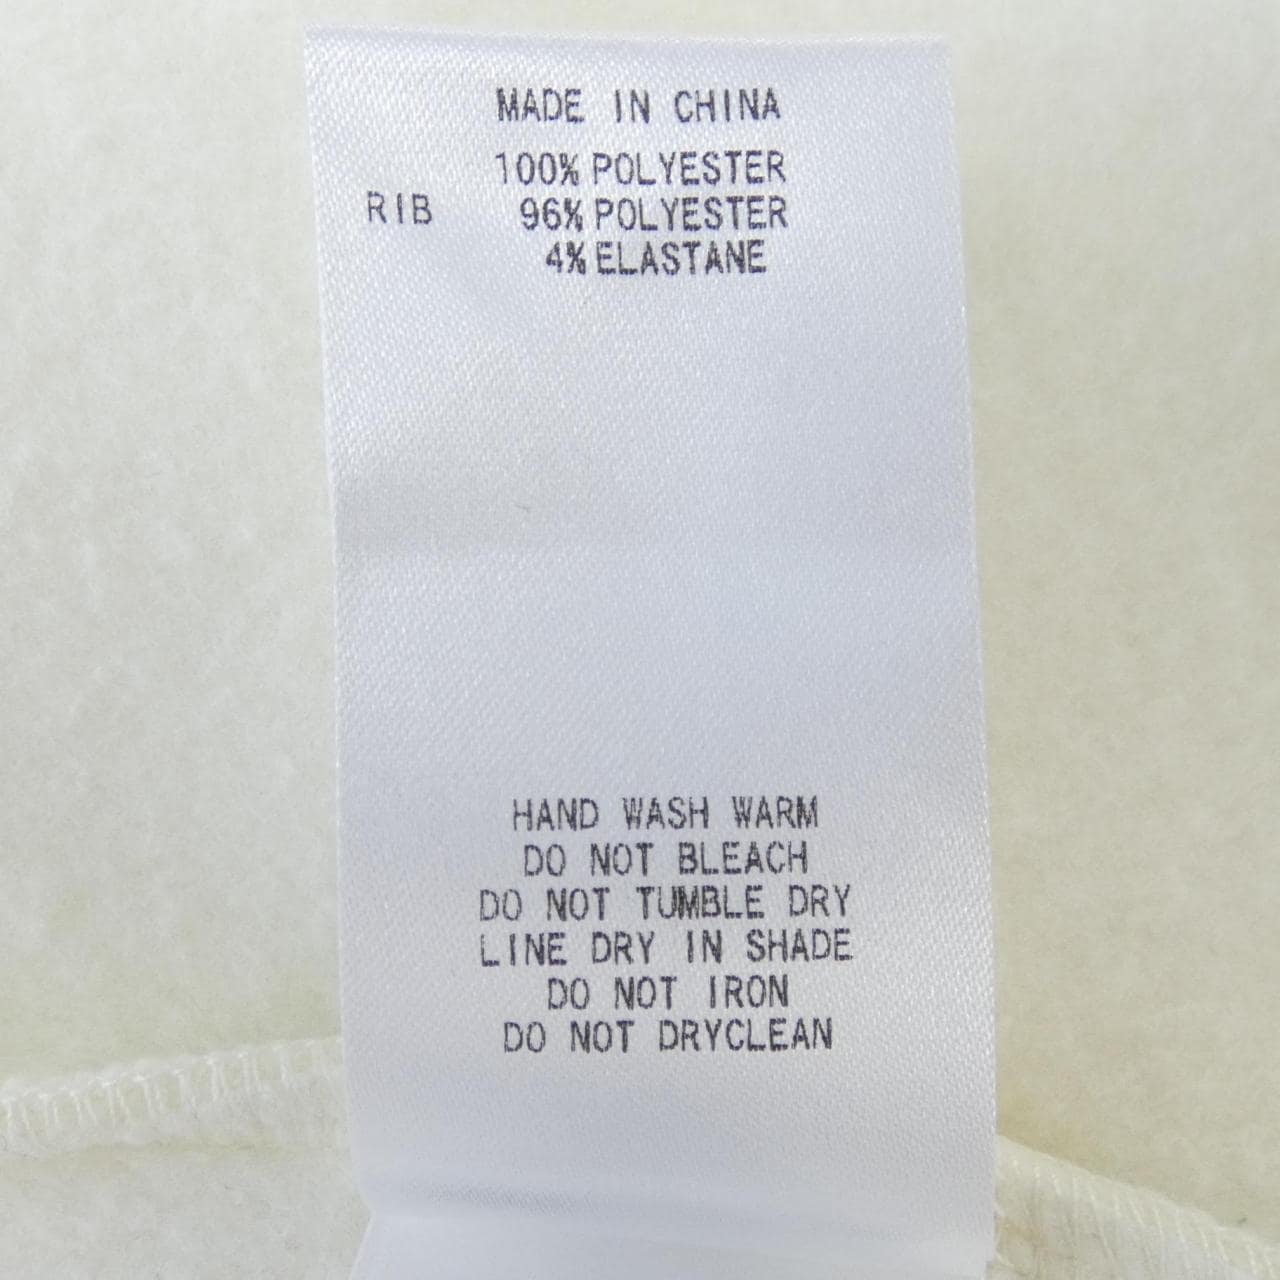 MADE IN CHINA
100% POLYESTER
RIB 96% POLYESTER
4% ELASTANE
HAND WASH WARM
DO NOT BLEACH
DO NOT TUMBLE DRY
LINE DRY IN SHADE
DO NOT IRON
DO NOT DRYCLEAN